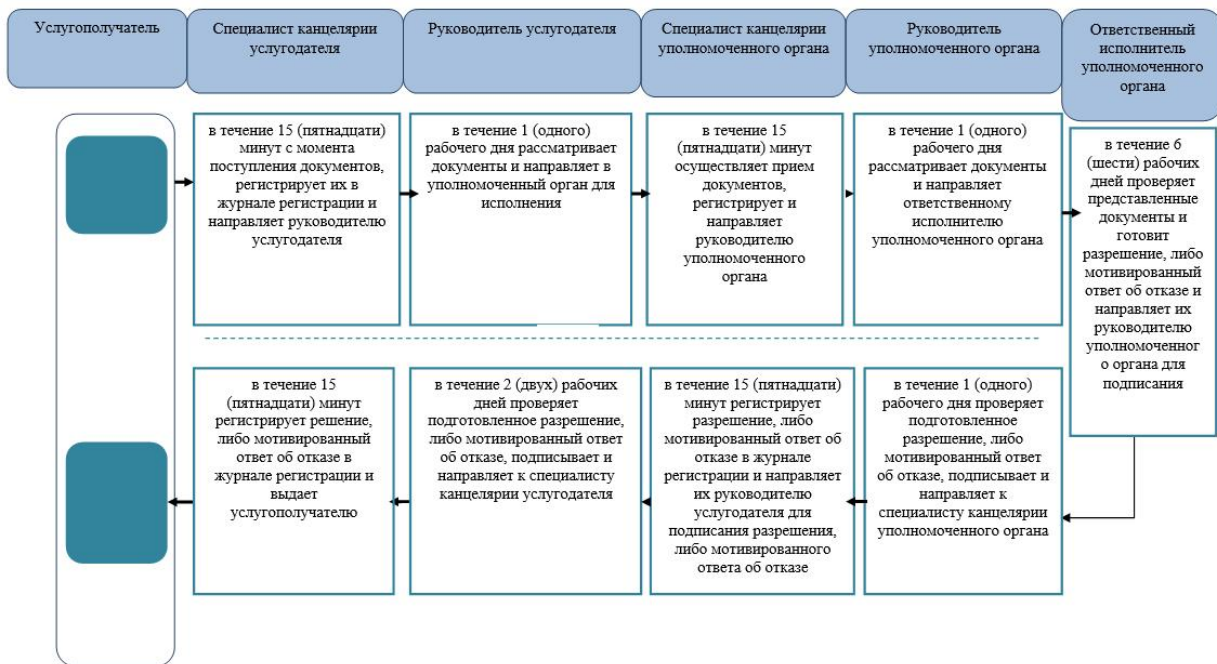 Услугополучатель
Специалист канцелярии
услугодателя
Руководитель услугодателя
Специалист канцелярии
уполномоченного органа
Руководитель
уполномоченного органа
Ответственный
исполнитель
уполномоченного
органа
в течение 15 (пятнадцати)
минут с момента
поступления документов,
регистрирует их в
журнале регистрации и
направляет руководителю
услугодателя
в течение 1 (одного)
рабочего дня рассматривает
документы и направляет в
уполномоченный орган для
исполнения
в течение 15
(пятнадцати) минут
осуществляет прием
документов,
регистрирует и
направляет
руководителю
уполномоченного
органа
в течение 1 (одного)
рабочего дня
рассматривает документы
и направляет
ответственному
исполнителю
уполномоченного органа
в течение 6
(шести) рабочих
дней проверяет
представленные
документы и
готовит
разрешение, либо
мотивированный
ответ об отказе и
направляет их
руководителю
уполномоченног
о органа для
подписания
в течение 15
(пятнадцати) минут
регистрирует решение,
либо мотивированный
ответ об отказе в
журнале регистрации и
выдает
услугополучателю
в течение 2 (двух) рабочих
дней проверяет
подготовленное разрешение,
либо мотивированный ответ
об отказе, подписывает и
направляет к специалисту
канцелярии услугодателя
в течение 15 (пятнадцати)
минут регистрирует
разрешение, либо
мотивированный ответ об
отказе в журнале
регистрации и направляет
их руководителю
услугодателя для
подписания разрешения,
либо мотивированного
ответа об отказе
в течение 1 (одного)
рабочего дня проверяет
подготовленное
разрешение, либо
мотивированный ответ
об отказе, подписывает и
направляет к
специалисту канцелярии
уполномоченного органа